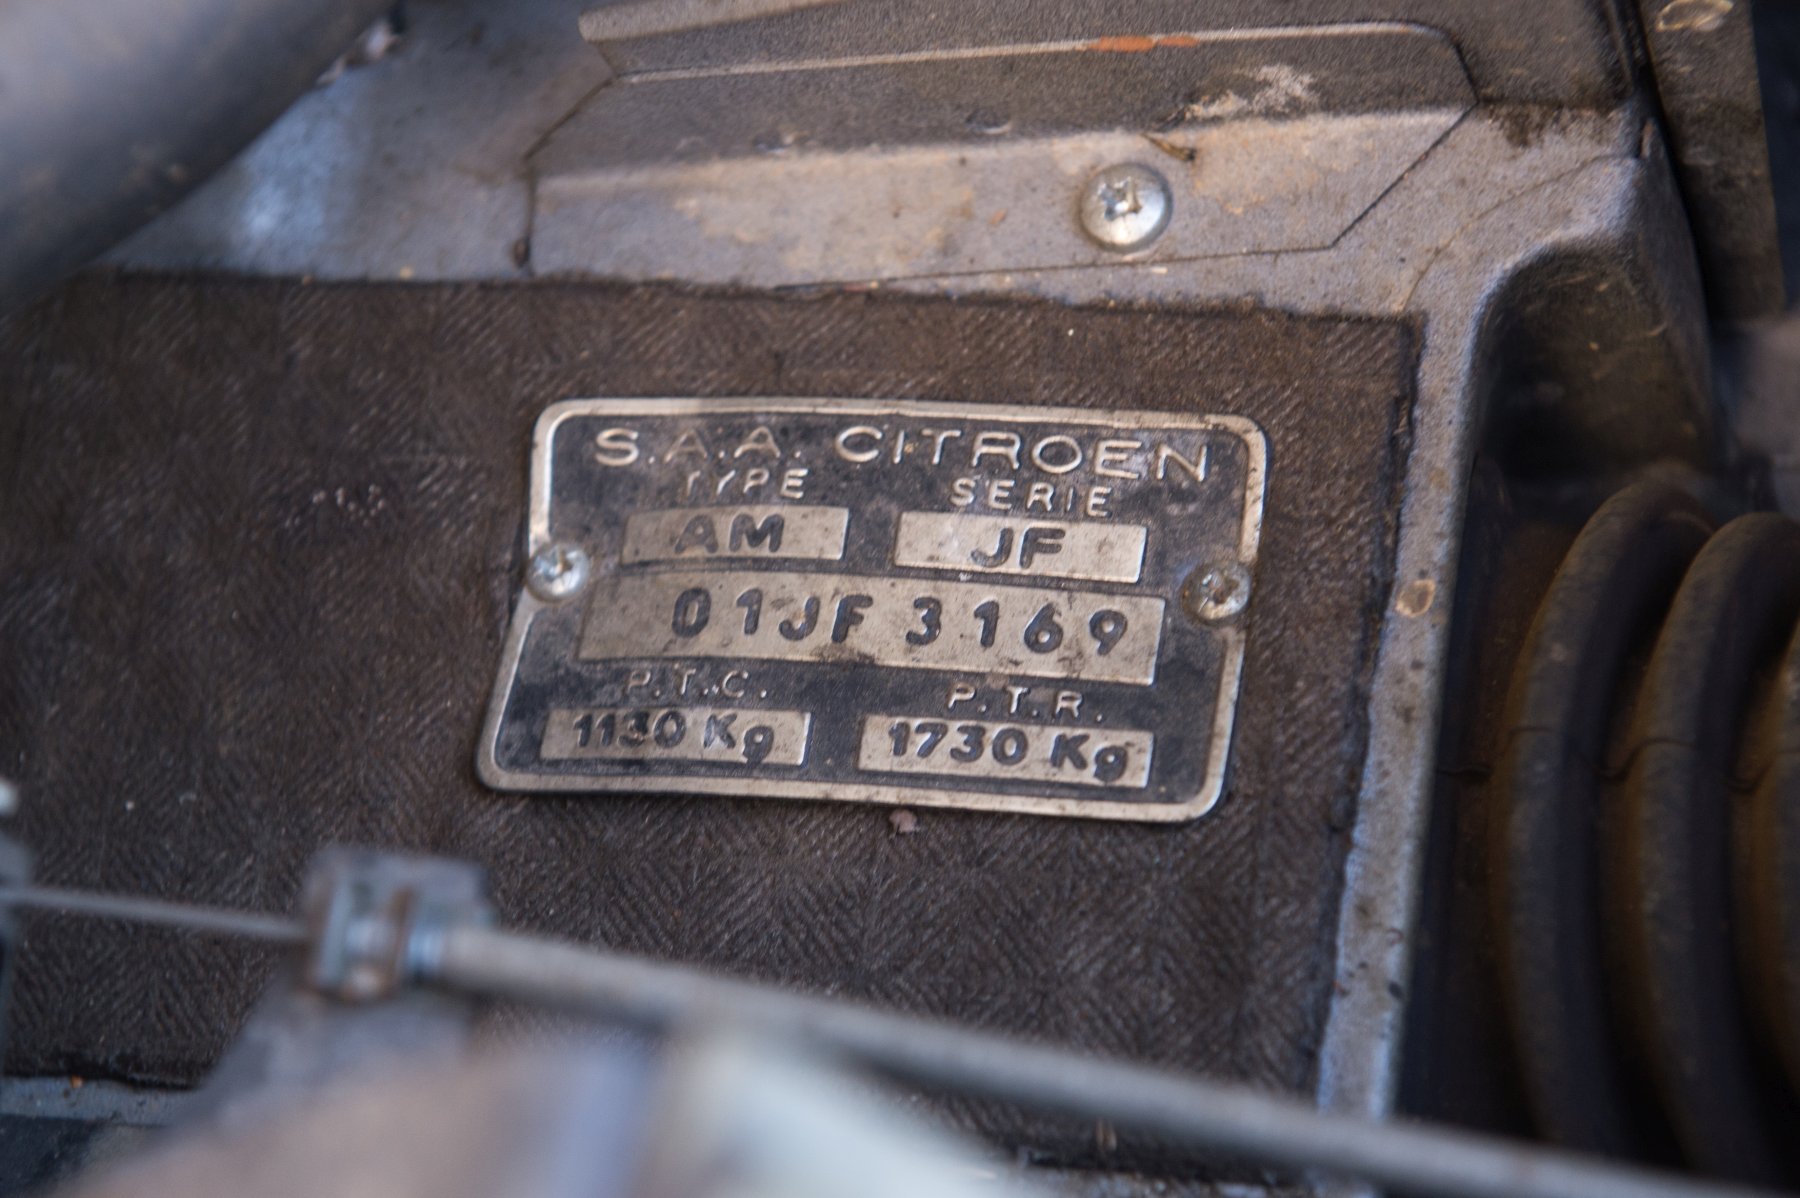 S.A.A. CITROEN
TYPE SERIE
AM JF
01JF 3169
P.T.C. P.T.R.
1130 Kg 1730 Kg